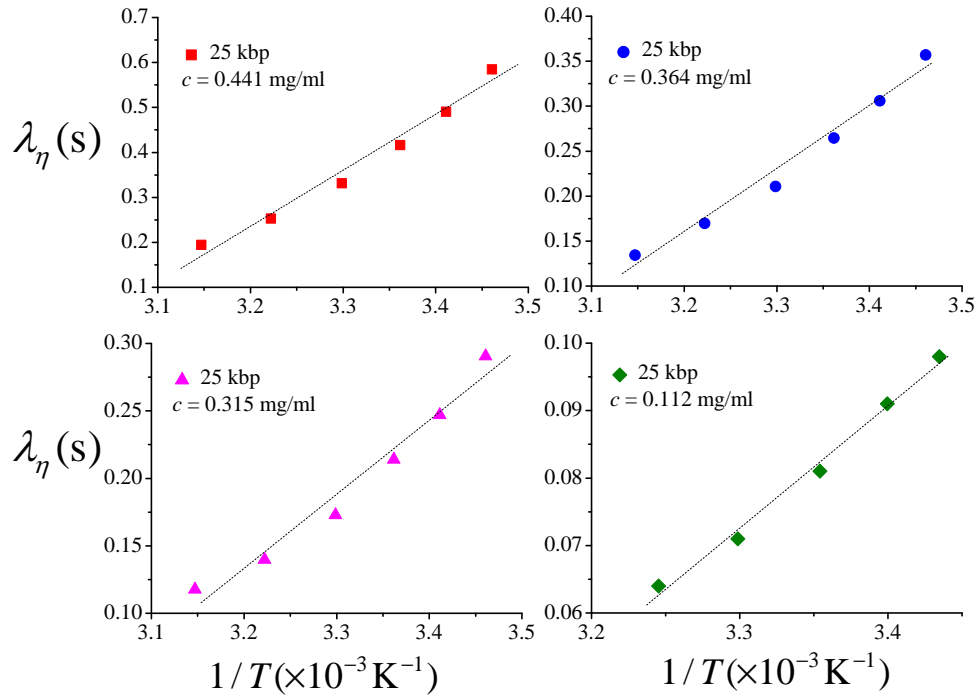 0.7
0.6
0.5
0.4
0.3
0.2
0.1
25 kbp
c = 0.441 mg/ml
λη(s)
3.1 3.2 3.3 3.4 3.5
0.40
0.35
0.30
0.25
0.20
0.15
0.10
25 kbp
c = 0.364 mg/ml
3.1 3.2 3.3 3.4 3.5
0.30
0.25
0.20
0.15
0.10
25 kbp
c = 0.315 mg/ml
λη(s)
3.1 3.2 3.3 3.4 3.5
1/T(×10⁻³ K⁻¹)
0.10
0.09
0.08
0.07
0.06
25 kbp
c = 0.112 mg/ml
3.2 3.3 3.4
1/T(×10⁻³ K⁻¹)